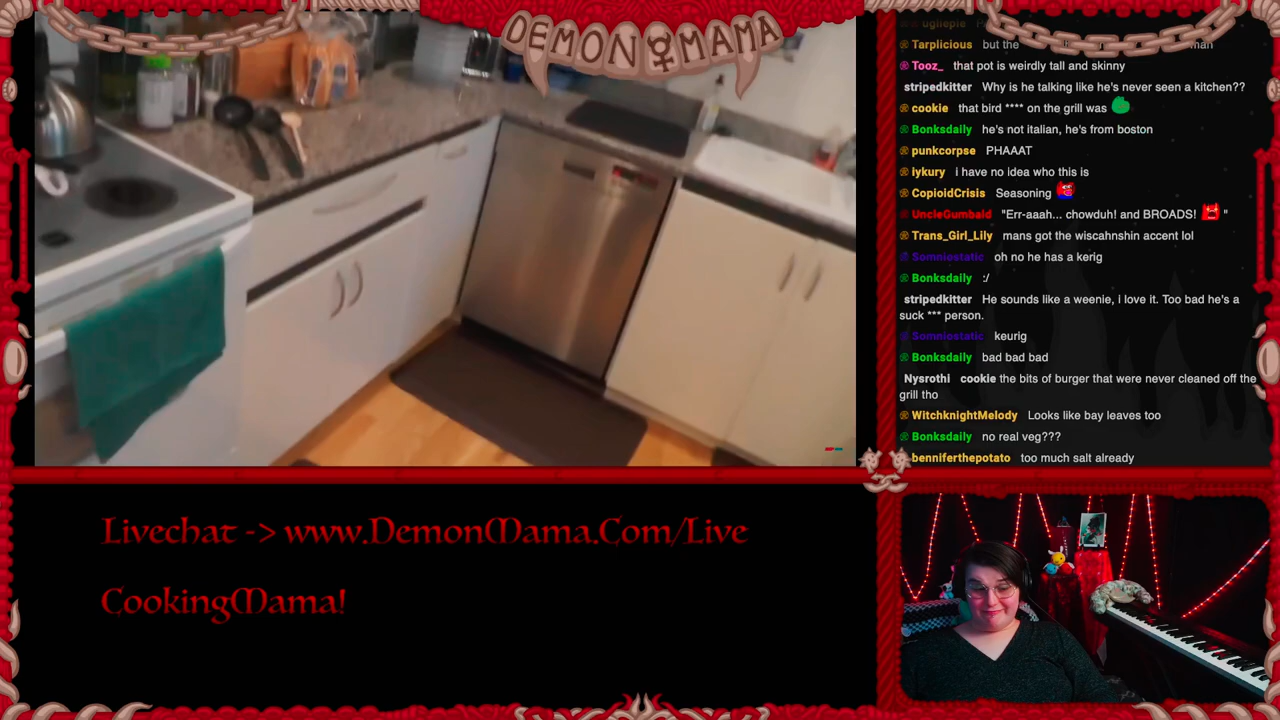 DEMON MAMA
ugliepie
Tarplicious but the man
Tooz_ that pot is weirdly tall and skinny
stripedkitter Why is he talking like he's never seen a kitchen??
cookie that bird **** on the grill was
Bonksdaily he's not italian, he's from boston
punkcorpse PHAAAT
iykury i have no idea who this is
CopioidCrisis Seasoning
UncleGumbald "Err-aaah... chowduh! and BROADS! "
Trans_Girl_Lily mans got the wiscahnshin accent lol
Somniostatic oh no he has a kerig
Bonksdaily :/
stripedkitter He sounds like a weenie, i love it. Too bad he's a
suck *** person.
Somniostatic keurig
Bonksdaily bad bad bad
Nysrothi cookie the bits of burger that were never cleaned off the
grill tho
WitchknightMelody Looks like bay leaves too
Bonksdaily no real veg???
benniferthepotato too much salt already
Livechat -> www.DemonMama.Com/Live
CookingMama!